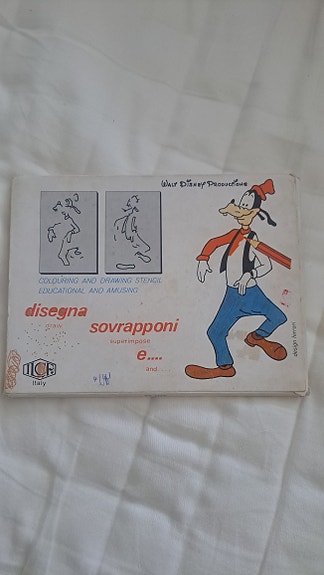 WALT DISNEY PRODUCTIONS
COLOURING AND DRAWING STENCIL
EDUCATIONAL AND AMUSING
disegna
sovrapponi
superimpose
e....
and
Italy